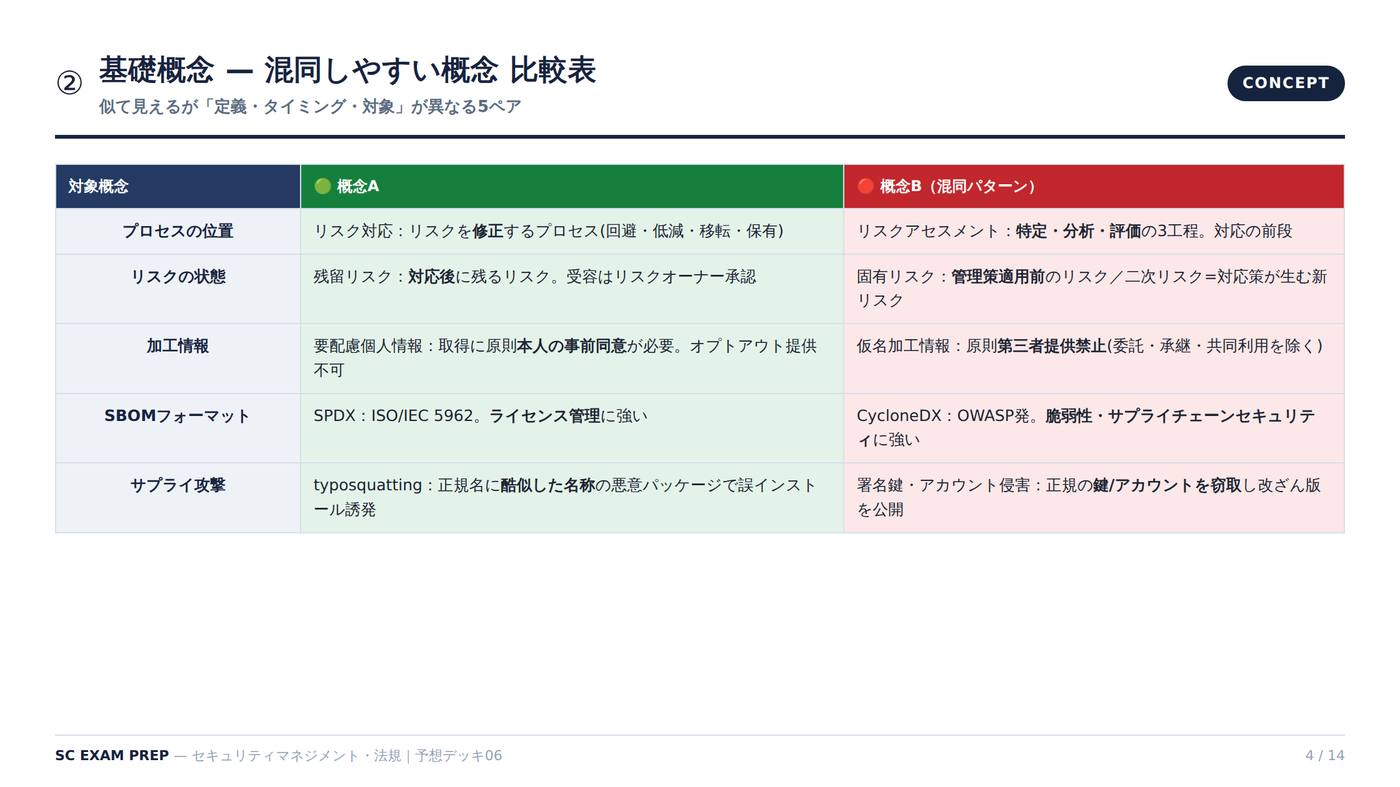 ②
基礎概念 — 混同しやすい概念 比較表
似て見えるが「定義・タイミング・対象」が異なる5ペア
CONCEPT
対象概念
🟢 概念A
🔴 概念B（混同パターン）
プロセスの位置
リスク対応：リスクを修正するプロセス(回避・低減・移転・保有)
リスクアセスメント：特定・分析・評価の3工程。対応の前段
リスクの状態
残留リスク：対応後に残るリスク。受容はリスクオーナー承認
固有リスク：管理策適用前のリスク／二次リスク=対応策が生む新
リスク
加工情報
要配慮個人情報：取得に原則本人の事前同意が必要。オプトアウト提供
不可
仮名加工情報：原則第三者提供禁止(委託・承継・共同利用を除く)
SBOMフォーマット
SPDX：ISO/IEC 5962。ライセンス管理に強い
CycloneDX：OWASP発。脆弱性・サプライチェーンセキュリテ
ィに強い
サプライ攻撃
typosquatting：正規名に酷似した名称の悪意パッケージで誤インスト
ール誘発
署名鍵・アカウント侵害：正規の鍵/アカウントを窃取し改ざん版
を公開
SC EXAM PREP — セキュリティマネジメント・法規｜予想デッキ06
4 / 14